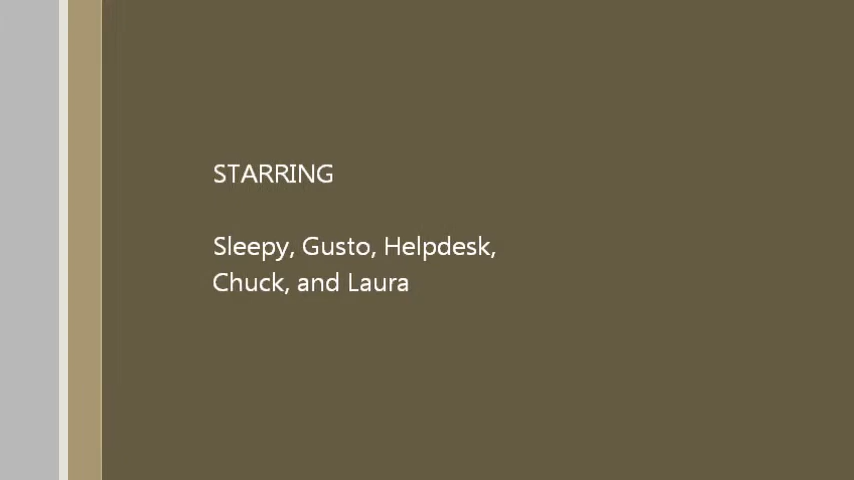 STARRING
Sleepy, Gusto, Helpdesk,
Chuck, and Laura